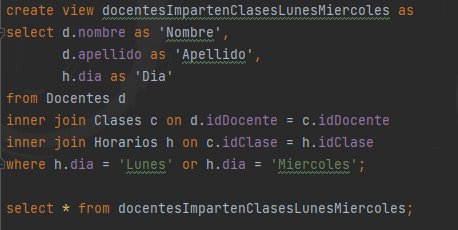 create view docentesImpartenClasesLunesMiercoles as
select d.nombre as 'Nombre',
d.apellido as 'Apellido',
h.dia as 'Dia'
from Docentes d
inner join Clases c on d.idDocente = c.idDocente
inner join Horarios h on c.idClase = h.idClase
where h.dia = 'Lunes' or h.dia = 'Miercoles';
select * from docentesImpartenClasesLunesMiercoles;